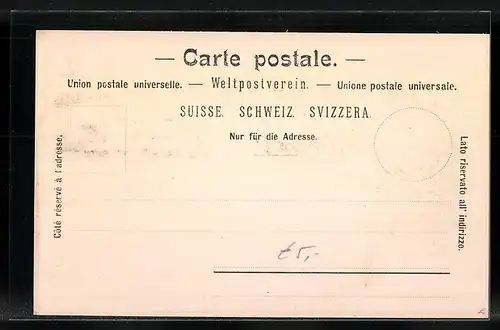 — Carte postale. —
Union postale universelle. — Weltpostverein. — Unione postale universale.
SUISSE. SCHWEIZ. SVIZZERA.
Nur für die Adresse.
Côté réservé à l'adresse.
Lato riservato all' indirizzo.
€5,-